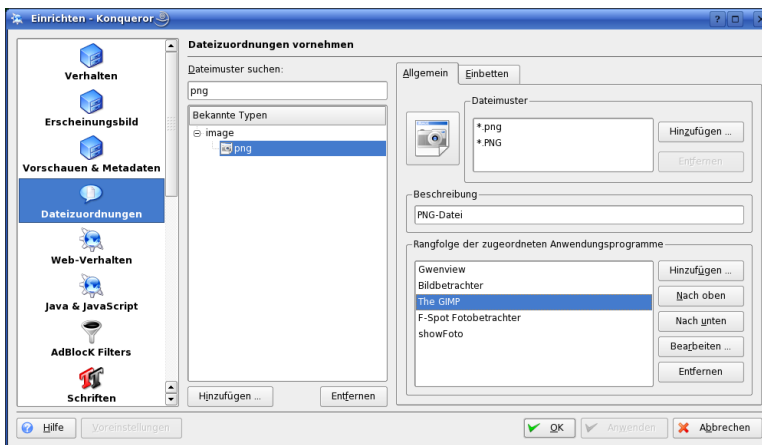 Einrichten - Konqueror
Verhalten
Erscheinungsbild
Vorschauen & Metadaten
Dateizuordnungen
Web-Verhalten
Java & JavaScript
AdBlocK Filters
Schriften
Dateizuordnungen vornehmen
Dateimuster suchen:
png
Bekannte Typen
image
png
Hinzufügen ...
Entfernen
Allgemein
Einbetten
Dateimuster
*.png
*.PNG
Hinzufügen ...
Entfernen
Beschreibung
PNG-Datei
Rangfolge der zugeordneten Anwendungsprogramme
Gwenview
Bildbetrachter
The GIMP
F-Spot Fotobetrachter
showFoto
Hinzufügen ...
Nach oben
Nach unten
Bearbeiten ...
Entfernen
Hilfe
Voreinstellungen
OK
Anwenden
Abbrechen